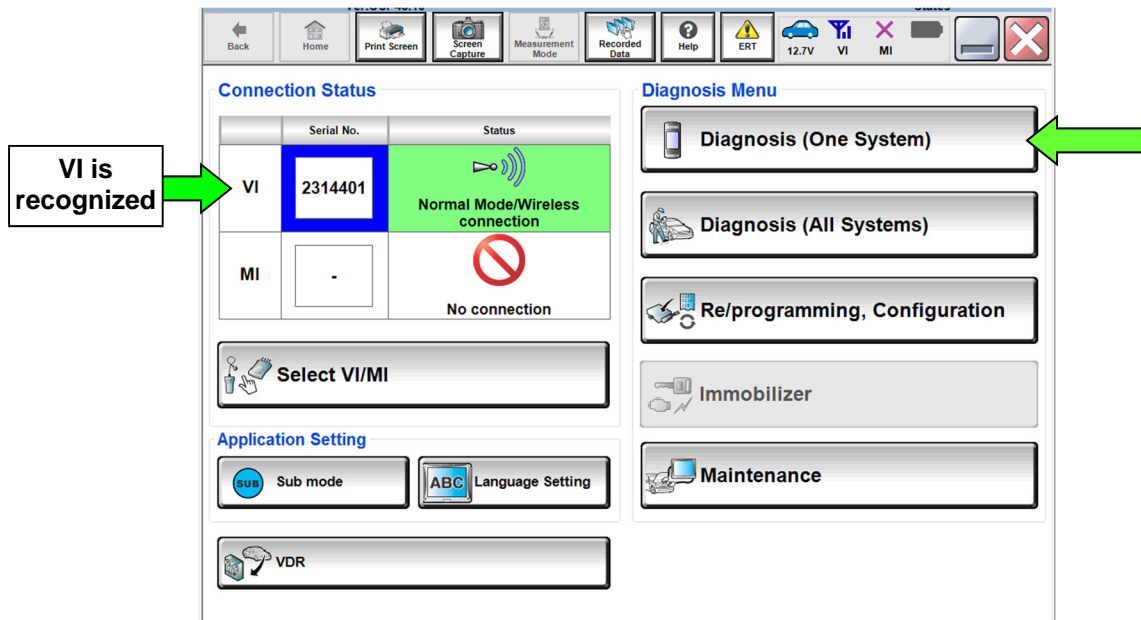 Back
Home
Print Screen
Screen
Capture
Measurement
Mode
Recorded
Data
Help
ERT
12.7V
VI
MI
Connection Status
Serial No.
Status
VI
2314401
Normal Mode/Wireless
connection
MI
-
No connection
Select VI/MI
Application Setting
SUB
Sub mode
ABC
Language Setting
VDR
Diagnosis Menu
Diagnosis (One System)
Diagnosis (All Systems)
Re/programming, Configuration
Immobilizer
Maintenance
VI is
recognized